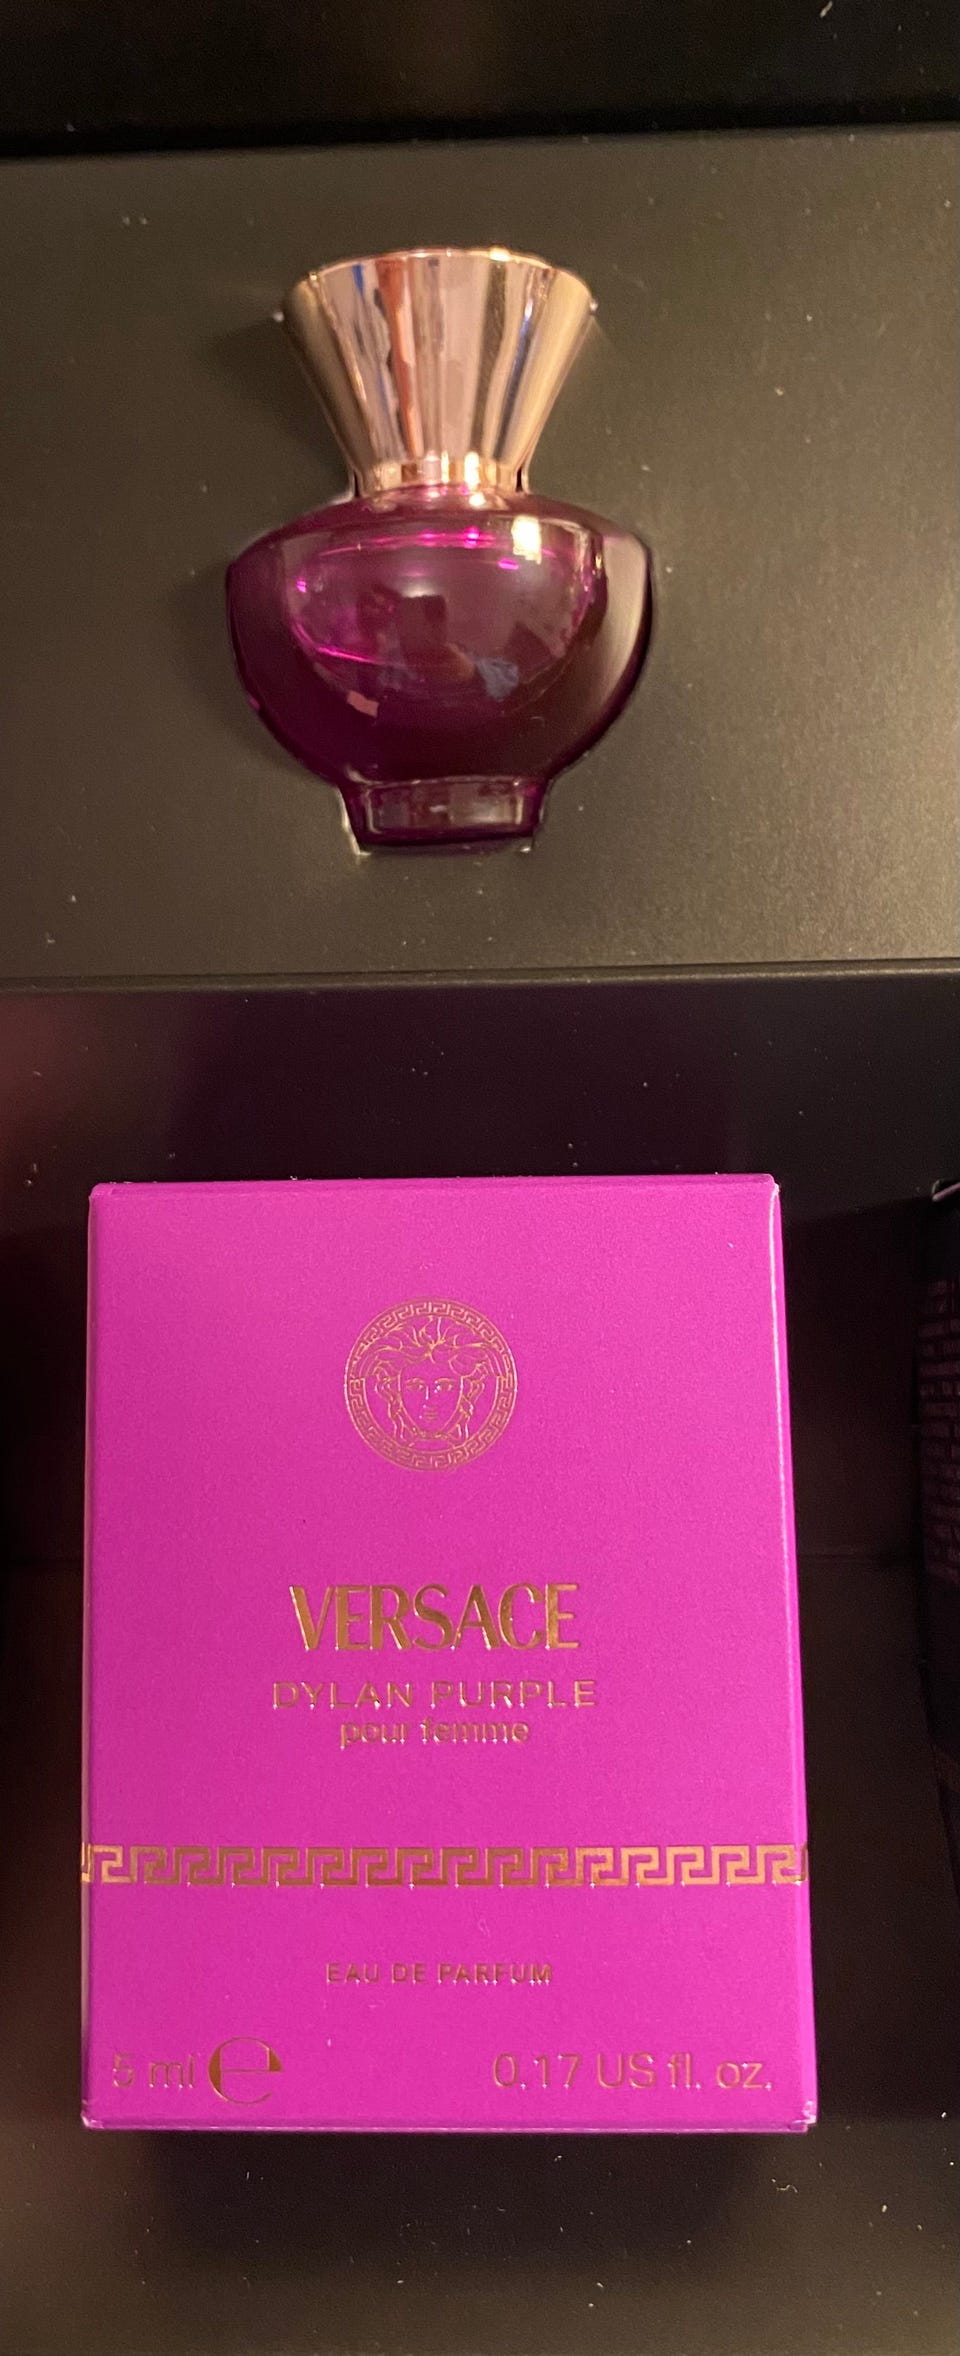 VERSACE
DYLAN PURPLE
pour femme
EAU DE PARFUM
5 ml ℮ 0.17 US fl. oz.